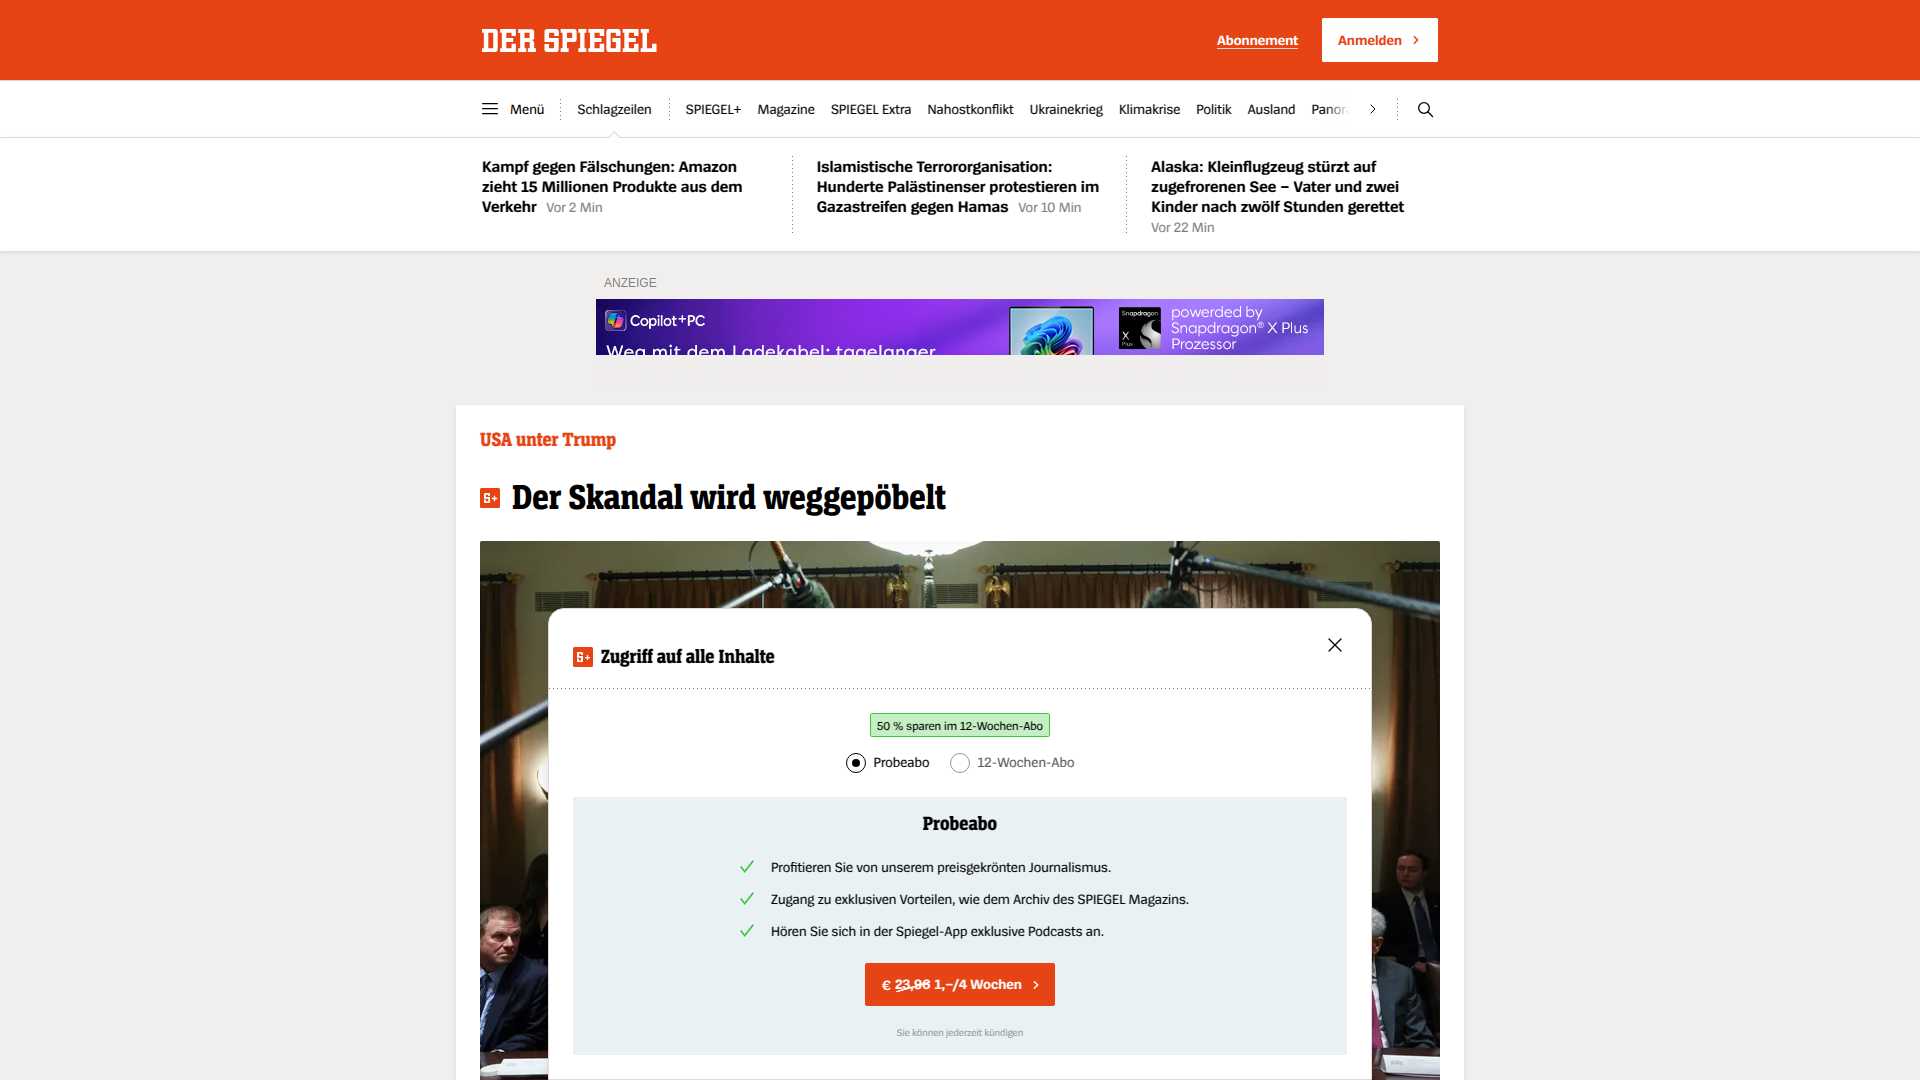 DER SPIEGEL
Abonnement
Anmelden
Menü
Schlagzeilen
SPIEGEL+
Magazine
SPIEGEL Extra
Nahostkonflikt
Ukrainekrieg
Klimakrise
Politik
Ausland
Kampf gegen Fälschungen: Amazon
zieht 15 Millionen Produkte aus dem
Verkehr Vor 2 Min
Islamistische Terrororganisation:
Hunderte Palästinenser protestieren im
Gazastreifen gegen Hamas Vor 10 Min
Alaska: Kleinflugzeug stürzt auf
zugefrorenen See – Vater und zwei
Kinder nach zwölf Stunden gerettet
Vor 22 Min
ANZEIGE
Copilot+PC
Weg mit dem Ladekabel: tagelanger
Snapdragon
X Plus
powerded by
Snapdragon® X Plus
Prozessor
USA unter Trump
S+ Der Skandal wird weggepöbelt
S+ Zugriff auf alle Inhalte
50 % sparen im 12-Wochen-Abo
Probeabo
12-Wochen-Abo
Probeabo
Profitieren Sie von unserem preisgekrönten Journalismus.
Zugang zu exklusiven Vorteilen, wie dem Archiv des SPIEGEL Magazins.
Hören Sie sich in der Spiegel-App exklusive Podcasts an.
€ 23,96 1,–/4 Wochen
Sie können jederzeit kündigen